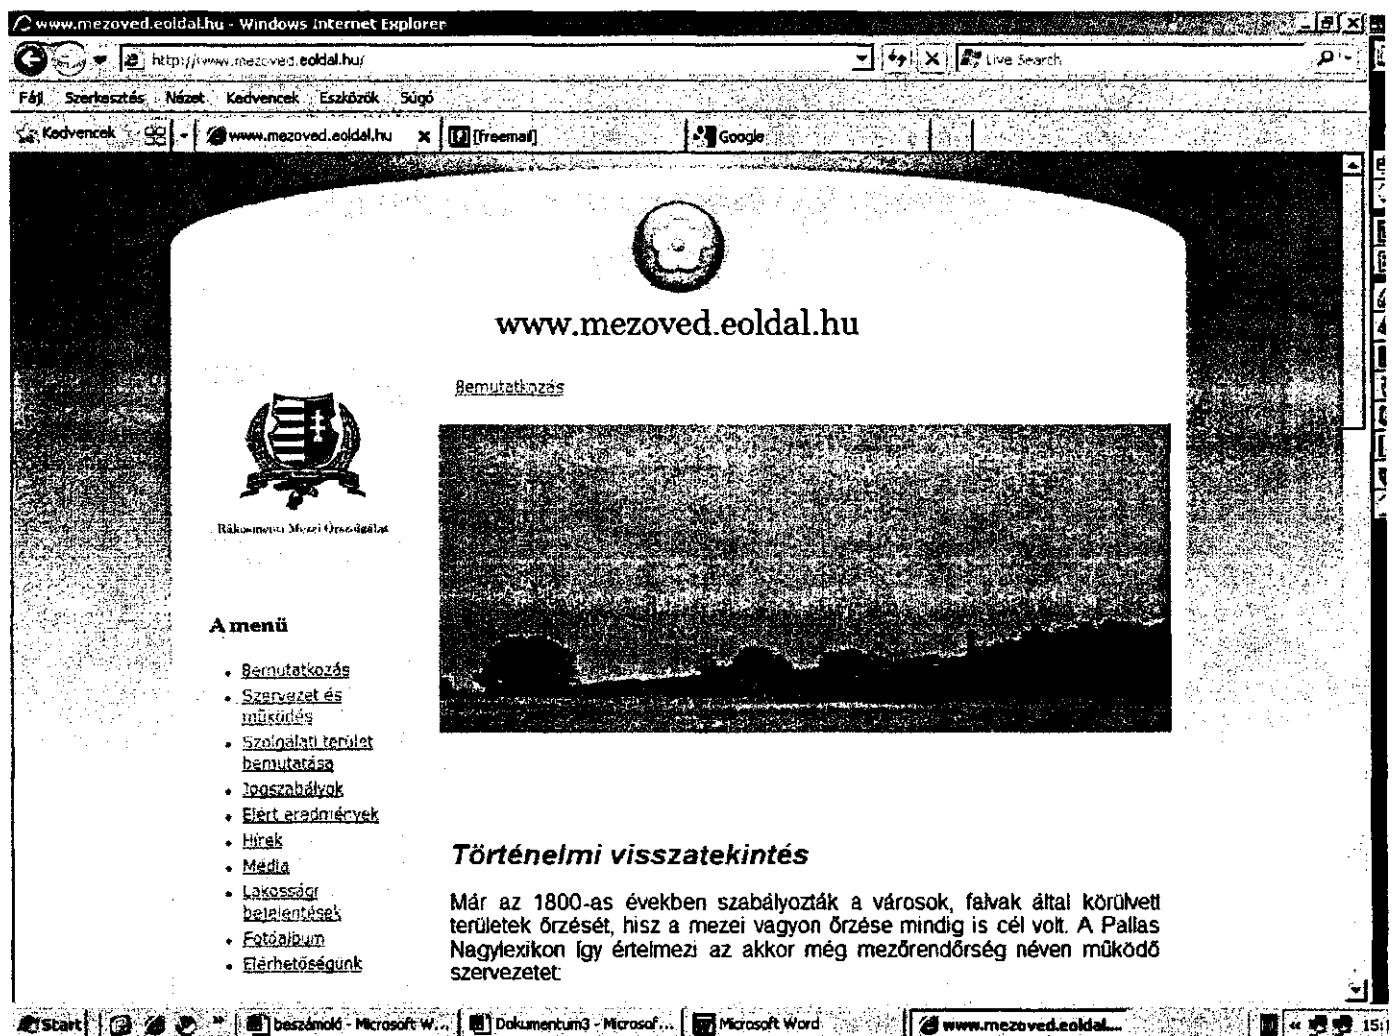 www.mezoved.eoldal.hu - Windows Internet Explorer
http://www.mezoved.eoldal.hu/
Live Search
Fájl Szerkesztés Nézet Kedvencek Eszközök Súgó
Kedvencek
www.mezoved.eoldal.hu
[freemail]
Google
www.mezoved.eoldal.hu
Bemutatkozás
Rákosmenti Mezei Őrszolgálat
A menü
Bemutatkozás
Szervezet és
működés
Szolgálati terület
bemutatása
Jogszabályok
Elért eredmények
Hírek
Média
Lakossági
bejelentések
Fotóalbum
Elérhetőségünk
Történelmi visszatekintés
Már az 1800-as években szabályozták a városok, falvak által körülvett
területek őrzését, hisz a mezei vagyon őrzése mindig is cél volt. A Pallas
Nagylexikon így értelmezi az akkor még mezőrendőrség néven működő
szervezetet:
Start
beszámoló - Microsoft W...
Dokumentum3 - Microsof...
Microsoft Word
www.mezoved.eoldal....